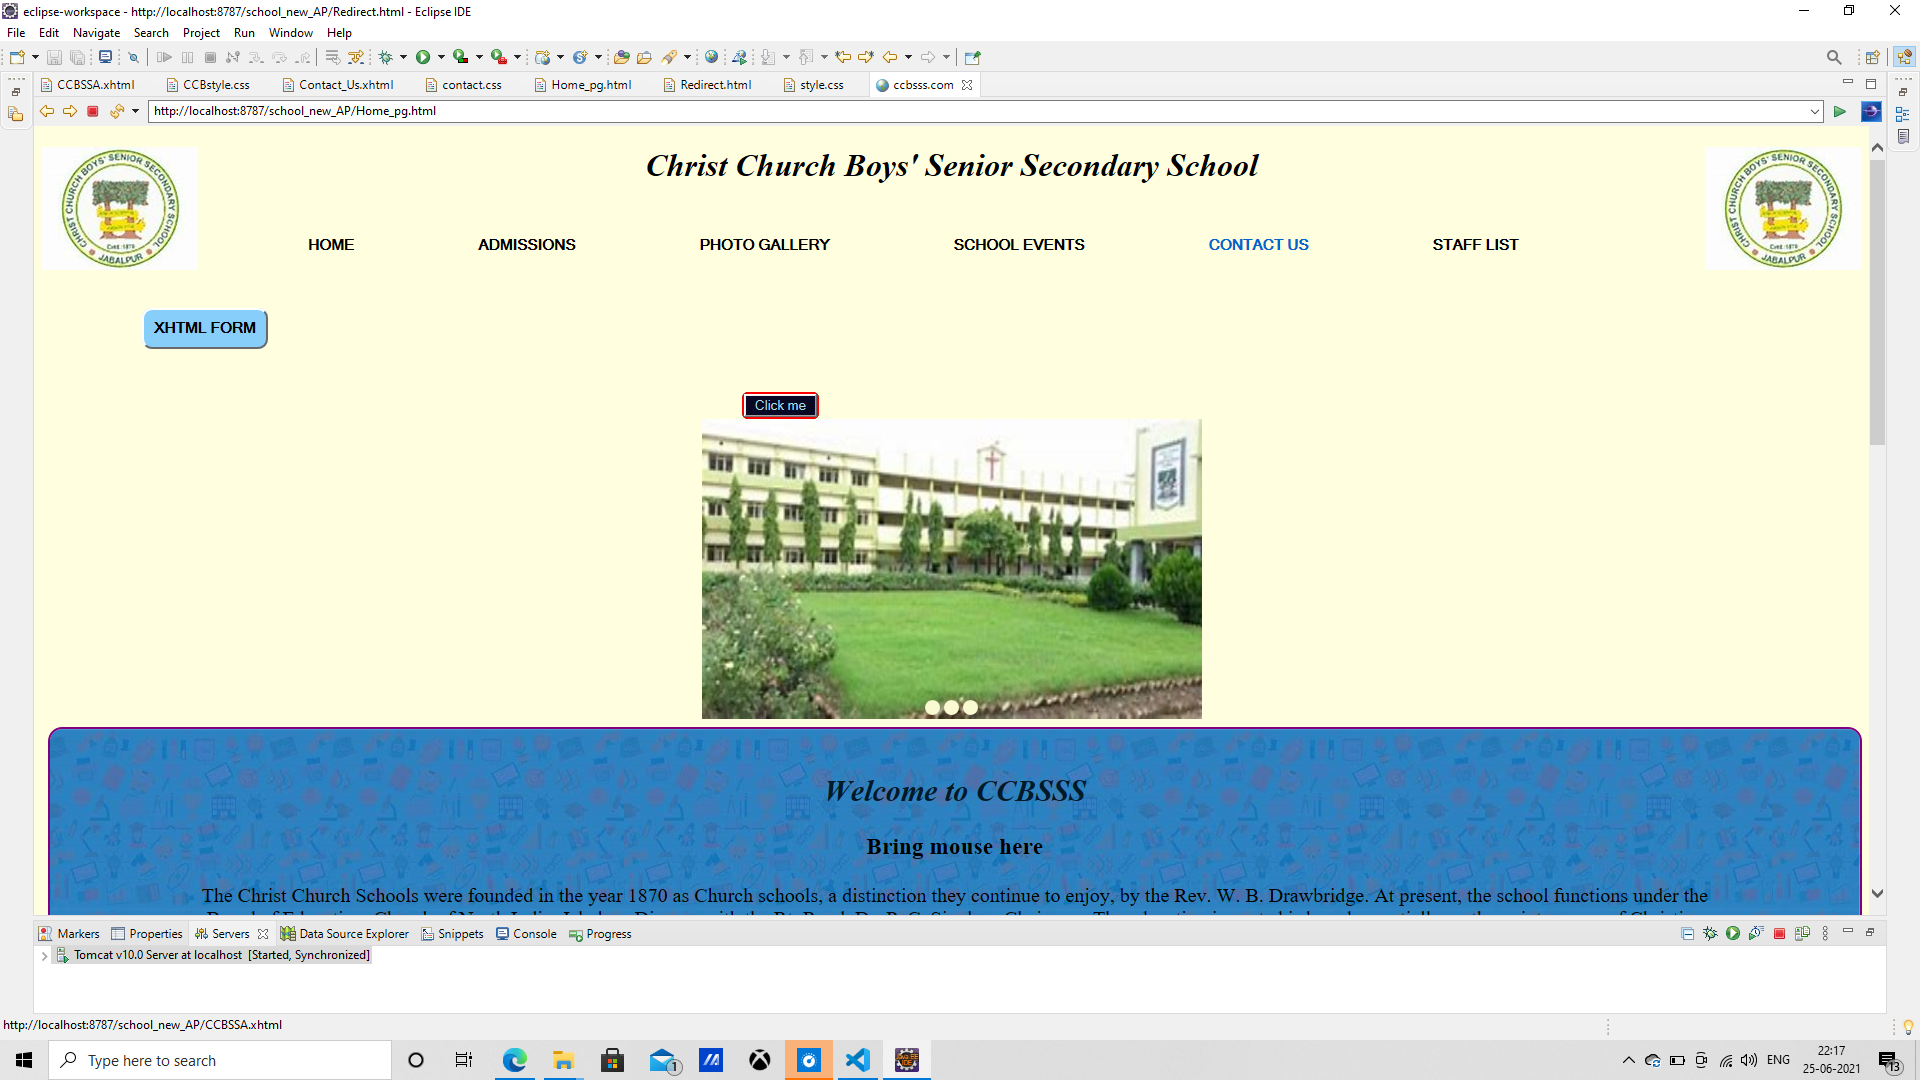 eclipse-workspace - http://localhost:8787/school_new_AP/Redirect.html - Eclipse IDE
File Edit Navigate Search Project Run Window Help
CCBSSA.xhtml CCBstyle.css Contact_Us.xhtml contact.css Home_pg.html Redirect.html style.css ccbsss.com
http://localhost:8787/school_new_AP/Home_pg.html
CHRIST CHURCH BOYS' SENIOR SECONDARY SCHOOL
Estd:1870
JABALPUR
Christ Church Boys' Senior Secondary School
CHRIST CHURCH BOYS' SENIOR SECONDARY SCHOOL
Estd:1870
JABALPUR
HOME ADMISSIONS PHOTO GALLERY SCHOOL EVENTS CONTACT US STAFF LIST
XHTML FORM
Click me
Welcome to CCBSSS
Bring mouse here
The Christ Church Schools were founded in the year 1870 as Church schools, a distinction they continue to enjoy, by the Rev. W. B. Drawbridge. At present, the school functions under the
Markers Properties Servers Data Source Explorer Snippets Console Progress
Tomcat v10.0 Server at localhost [Started, Synchronized]
http://localhost:8787/school_new_AP/CCBSSA.xhtml
Type here to search
1
ENG
22:17
25-06-2021
13